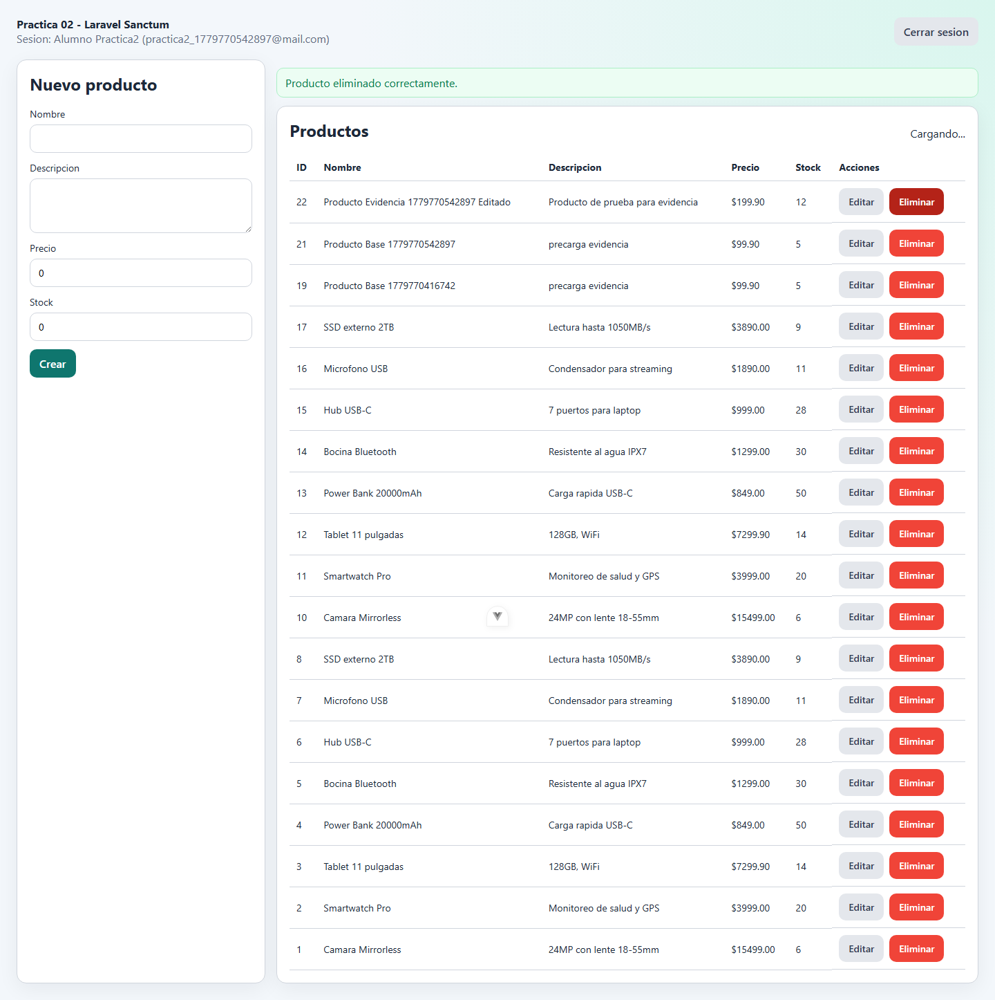 Practica 02 - Laravel Sanctum
Sesion: Alumno Practica2 (practica2_1779770542897@mail.com)
Cerrar sesion
Nuevo producto
Nombre
Descripcion
Precio
0
Stock
0
Crear
Producto eliminado correctamente.
Productos
Cargando...
ID Nombre Descripcion Precio Stock Acciones
22 Producto Evidencia 1779770542897 Editado Producto de prueba para evidencia $199.90 12 Editar Eliminar
21 Producto Base 1779770542897 precarga evidencia $99.90 5 Editar Eliminar
19 Producto Base 1779770416742 precarga evidencia $99.90 5 Editar Eliminar
17 SSD externo 2TB Lectura hasta 1050MB/s $3890.00 9 Editar Eliminar
16 Microfono USB Condensador para streaming $1890.00 11 Editar Eliminar
15 Hub USB-C 7 puertos para laptop $999.00 28 Editar Eliminar
14 Bocina Bluetooth Resistente al agua IPX7 $1299.00 30 Editar Eliminar
13 Power Bank 20000mAh Carga rapida USB-C $849.00 50 Editar Eliminar
12 Tablet 11 pulgadas 128GB, WiFi $7299.90 14 Editar Eliminar
11 Smartwatch Pro Monitoreo de salud y GPS $3999.00 20 Editar Eliminar
10 Camara Mirrorless 24MP con lente 18-55mm $15499.00 6 Editar Eliminar
8 SSD externo 2TB Lectura hasta 1050MB/s $3890.00 9 Editar Eliminar
7 Microfono USB Condensador para streaming $1890.00 11 Editar Eliminar
6 Hub USB-C 7 puertos para laptop $999.00 28 Editar Eliminar
5 Bocina Bluetooth Resistente al agua IPX7 $1299.00 30 Editar Eliminar
4 Power Bank 20000mAh Carga rapida USB-C $849.00 50 Editar Eliminar
3 Tablet 11 pulgadas 128GB, WiFi $7299.90 14 Editar Eliminar
2 Smartwatch Pro Monitoreo de salud y GPS $3999.00 20 Editar Eliminar
1 Camara Mirrorless 24MP con lente 18-55mm $15499.00 6 Editar Eliminar